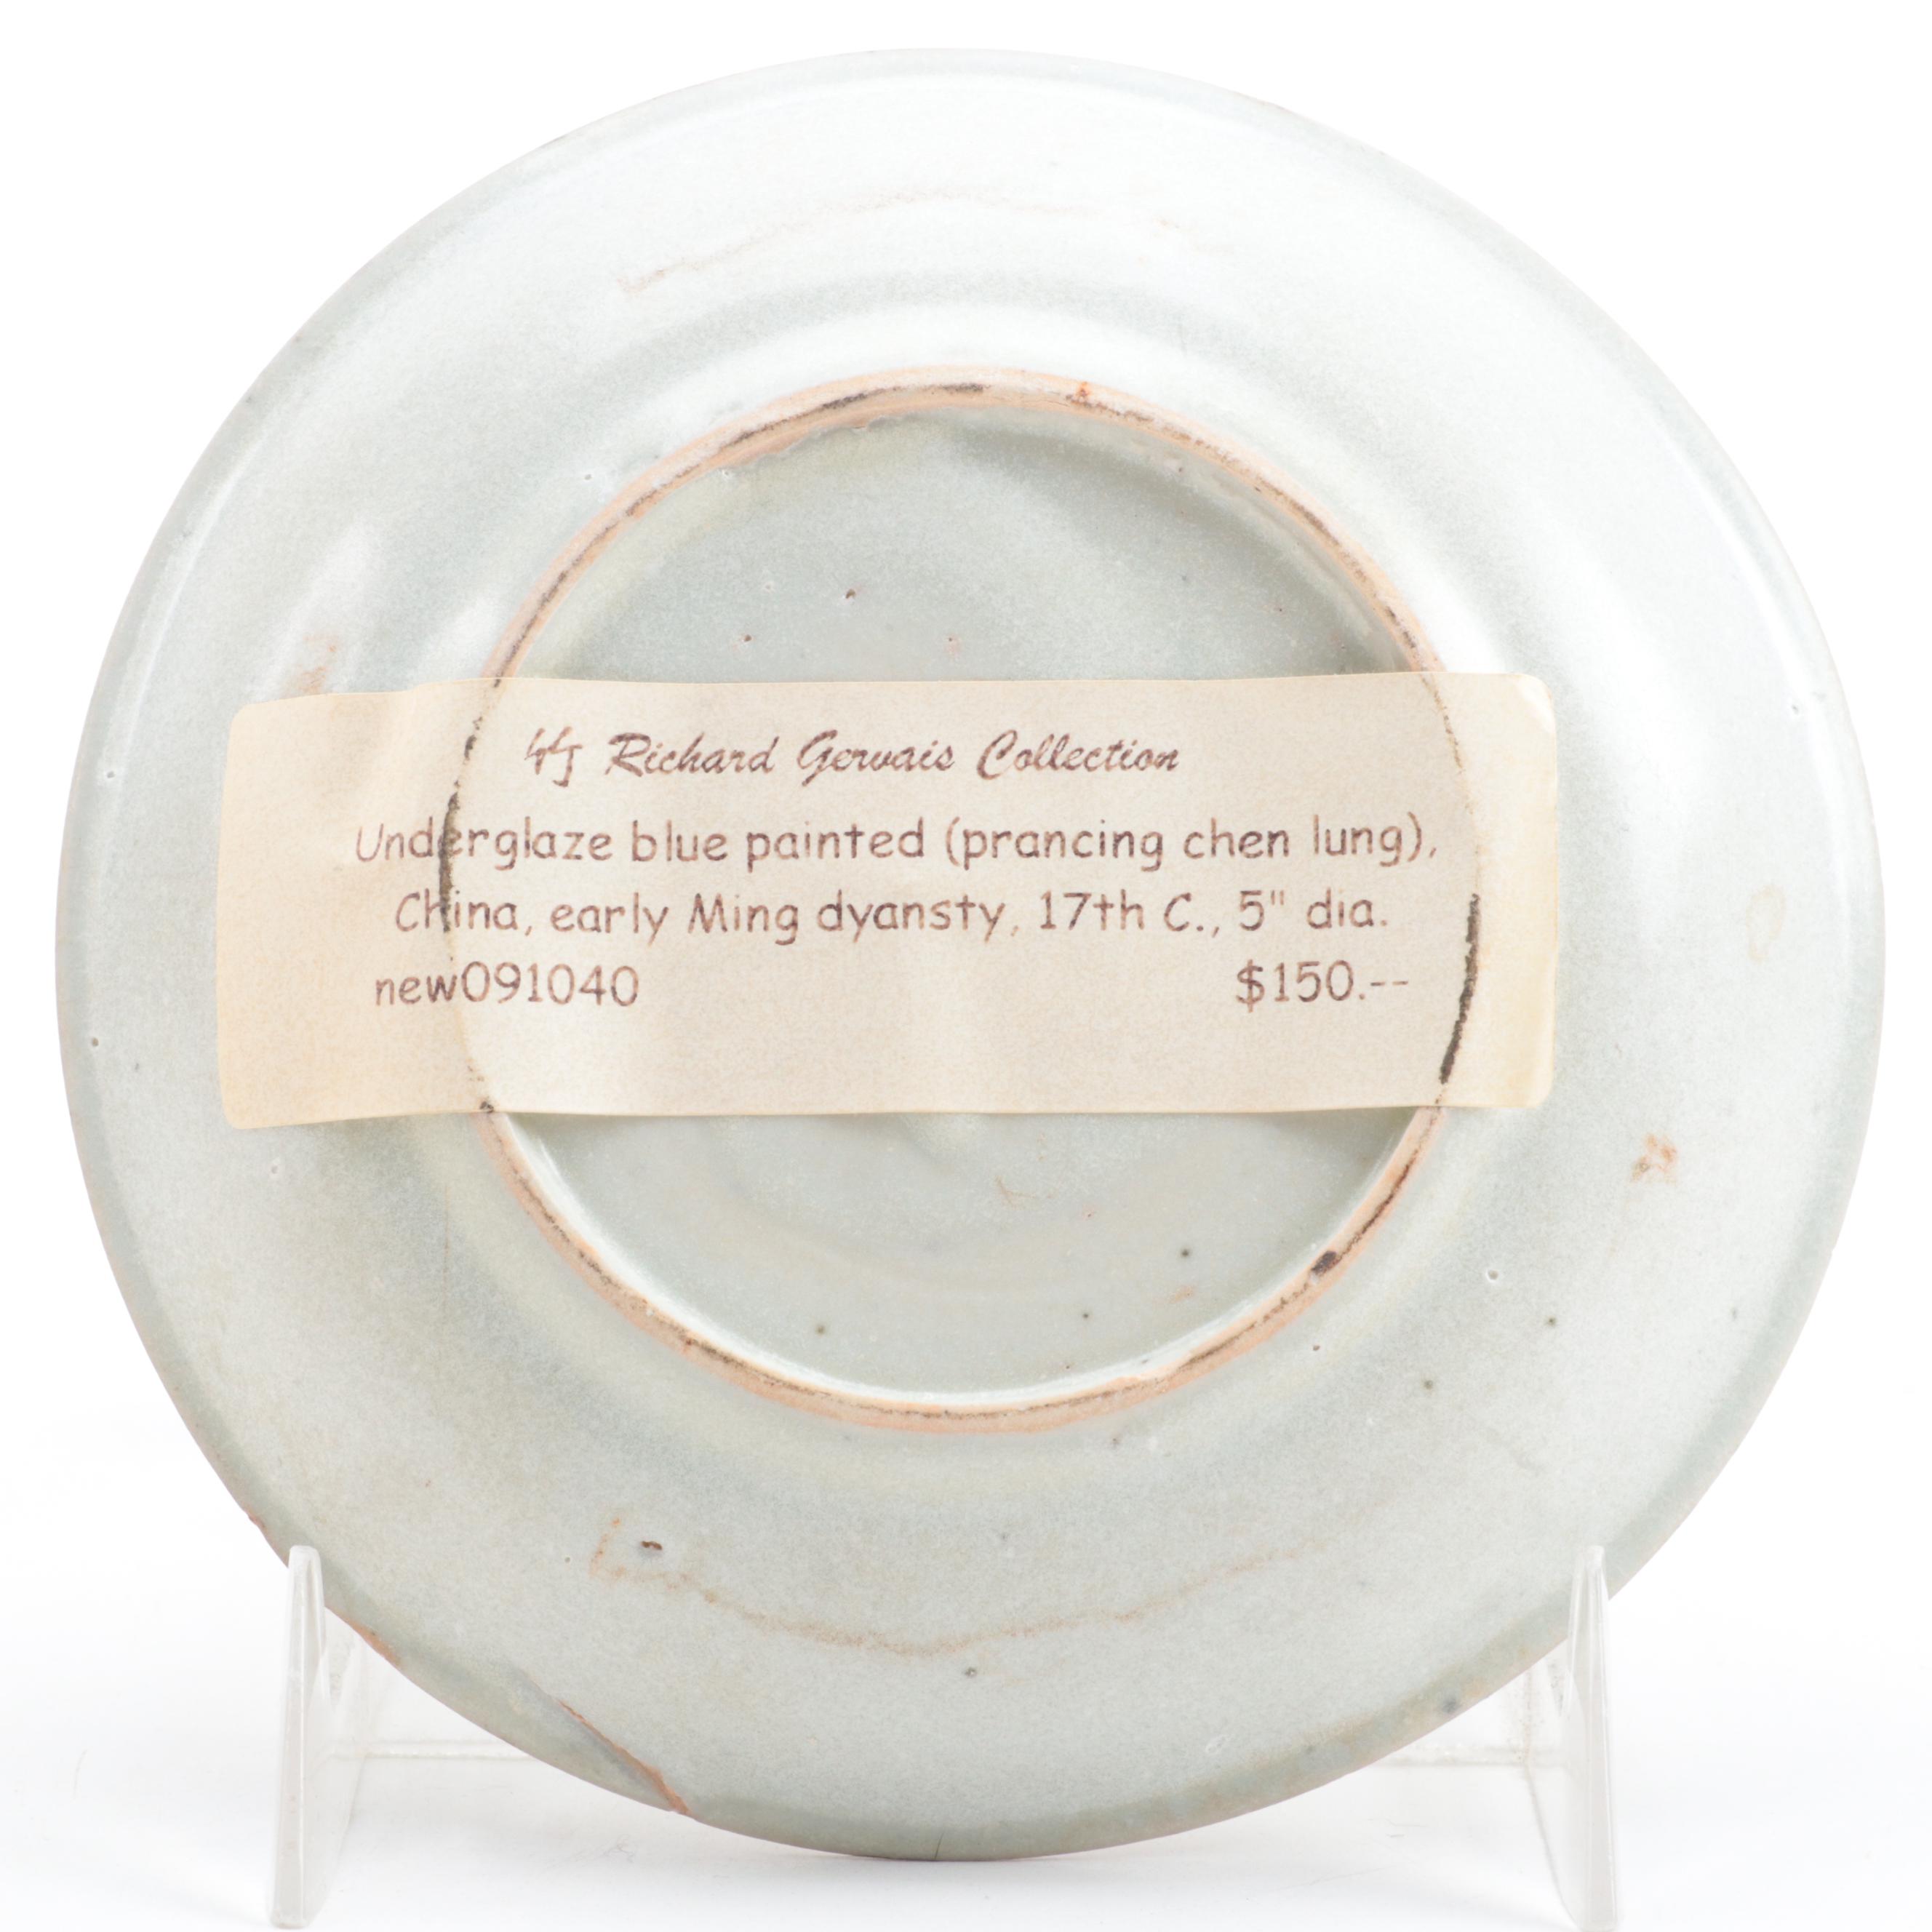 Richard Gervais Collection
Underglaze blue painted (prancing chen lung),
China, early Ming dyansty, 17th C., 5" dia.
new091040 $150.--